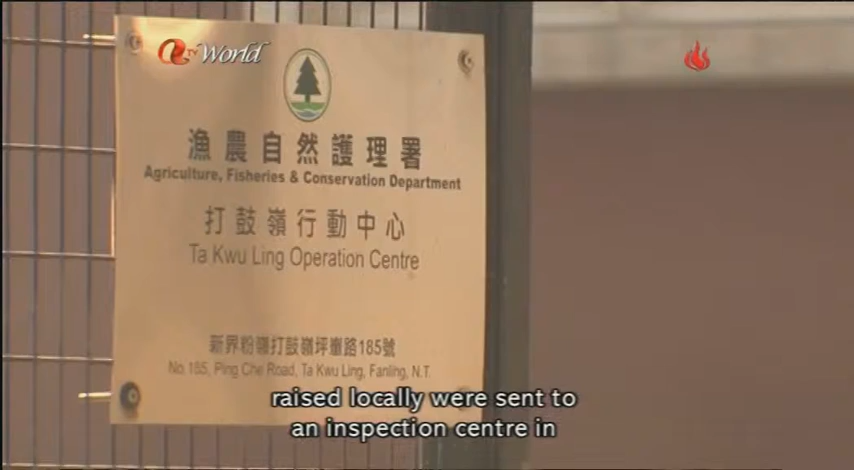 aTV World
漁農自然護理署
Agriculture, Fisheries & Conservation Department
打鼓嶺行動中心
Ta Kwu Ling Operation Centre
新界粉嶺打鼓嶺坪輋路185號
No. 185, Ping Che Road, Ta Kwu Ling, Fanling, N.T.
raised locally were sent to
an inspection centre in